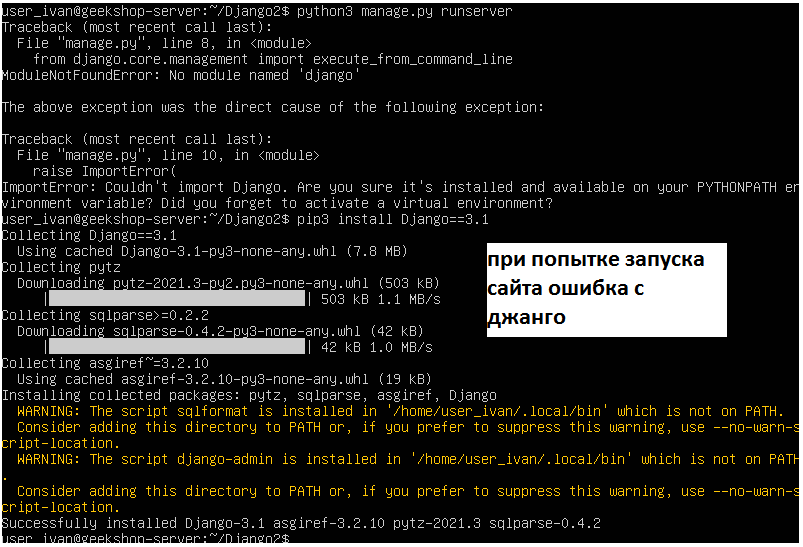 user_ivan@geekshop-server:~/Django2$ python3 manage.py runserver
Traceback (most recent call last):
  File "manage.py", line 8, in <module>
    from django.core.management import execute_from_command_line
ModuleNotFoundError: No module named 'django'

The above exception was the direct cause of the following exception:

Traceback (most recent call last):
  File "manage.py", line 10, in <module>
    raise ImportError(
ImportError: Couldn't import Django. Are you sure it's installed and available on your PYTHONPATH en
vironment variable? Did you forget to activate a virtual environment?
user_ivan@geekshop-server:~/Django2$ pip3 install Django==3.1
Collecting Django==3.1
  Using cached Django-3.1-py3-none-any.whl (7.8 MB)
Collecting pytz
  Downloading pytz-2021.3-py2.py3-none-any.whl (503 kB)
     |                                | 503 kB 1.1 MB/s
Collecting sqlparse>=0.2.2
  Downloading sqlparse-0.4.2-py3-none-any.whl (42 kB)
     |                                | 42 kB 1.0 MB/s
Collecting asgiref~=3.2.10
  Using cached asgiref-3.2.10-py3-none-any.whl (19 kB)
Installing collected packages: pytz, sqlparse, asgiref, Django
  WARNING: The script sqlformat is installed in '/home/user_ivan/.local/bin' which is not on PATH.
  Consider adding this directory to PATH or, if you prefer to suppress this warning, use --no-warn-s
cript-location.
  WARNING: The script django-admin is installed in '/home/user_ivan/.local/bin' which is not on PATH
.
  Consider adding this directory to PATH or, if you prefer to suppress this warning, use --no-warn-s
cript-location.
Successfully installed Django-3.1 asgiref-3.2.10 pytz-2021.3 sqlparse-0.4.2
user_ivan@geekshop-server:~/Django2$
при попытке запуска
сайта ошибка с
джанго